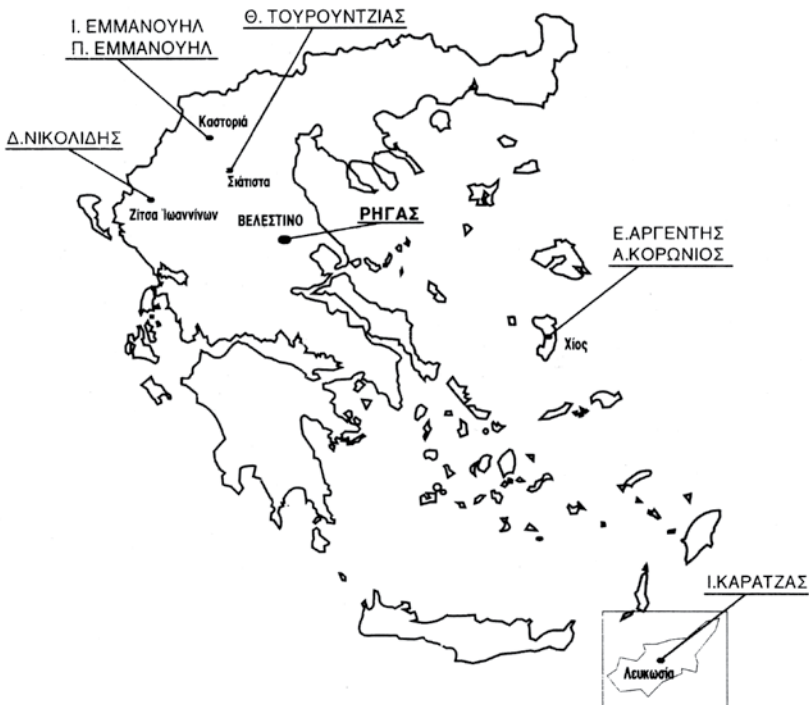 Θ. ΤΟΥΡΟΥΝΤΖΙΑΣ
Ι. ΕΜΜΑΝΟΥΗΛ
Π. ΕΜΜΑΝΟΥΗΛ
Καστοριά
Δ.ΝΙΚΟΛΙΔΗΣ
Σιάτιστα
Ζίτσα Ἰωαννίνων
ΒΕΛΕΣΤΙΝΟ
ΡΗΓΑΣ
Ε.ΑΡΓΕΝΤΗΣ
Α.ΚΟΡΩΝΙΟΣ
Χίος
Ι.ΚΑΡΑΤΖΑΣ
Λευκωσία